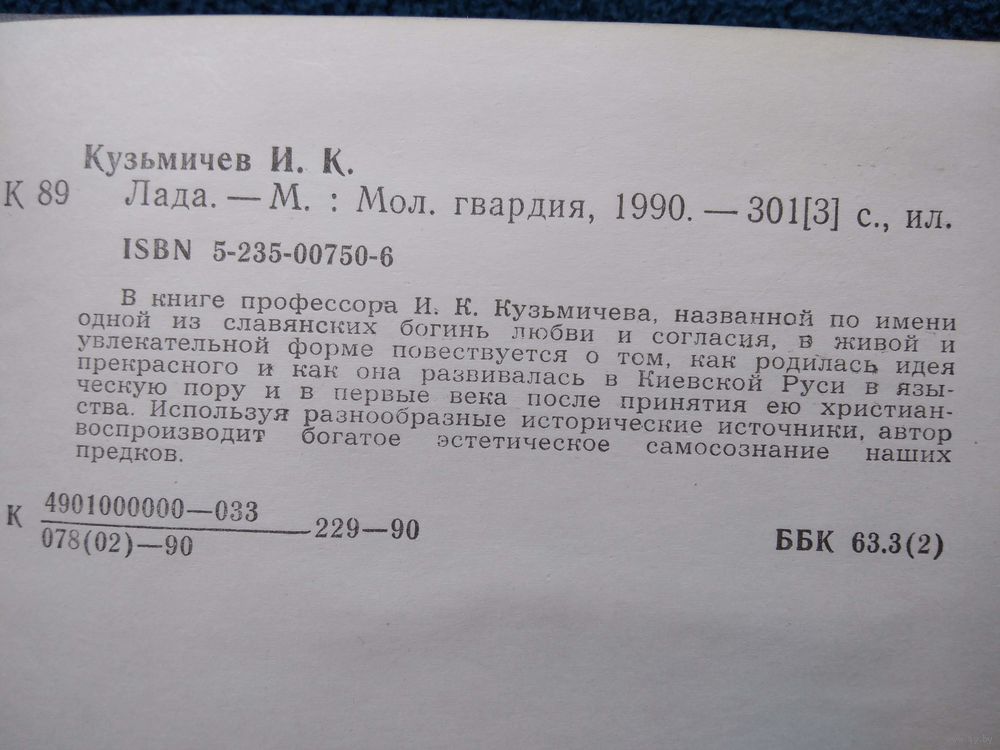 Кузьмичев И. К.
К 89 Лада. — М. : Мол. гвардия, 1990. — 301[3] с., ил.
ISBN 5-235-00750-6
В книге профессора И. К. Кузьмичева, названной по имени
одной из славянских богинь любви и согласия, в живой и
увлекательной форме повествуется о том, как родилась идея
прекрасного и как она развивалась в Киевской Руси в язы-
ческую пору и в первые века после принятия ею христиан-
ства. Используя разнообразные исторические источники, автор
воспроизводит богатое эстетическое самосознание наших
предков.
К 4901000000—033
078(02)—90
—229—90
ББК 63.3(2)